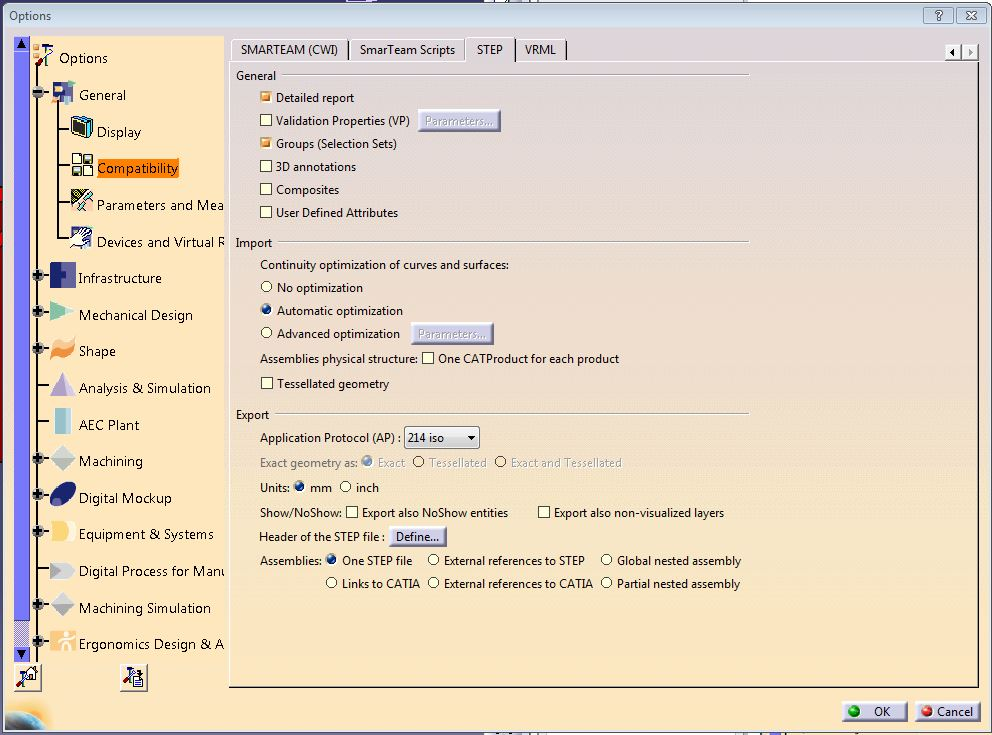 Options
?
SMARTEAM (CWI) SmarTeam Scripts STEP VRML
Options
General
Display
Compatibility
Parameters and Mea
Devices and Virtual R
Infrastructure
Mechanical Design
Shape
Analysis & Simulation
AEC Plant
Machining
Digital Mockup
Equipment & Systems
Digital Process for Manu
Machining Simulation
Ergonomics Design & A
General
Detailed report
Validation Properties (VP) Parameters...
Groups (Selection Sets)
3D annotations
Composites
User Defined Attributes
Import
Continuity optimization of curves and surfaces:
No optimization
Automatic optimization
Advanced optimization Parameters...
Assemblies physical structure: One CATProduct for each product
Tessellated geometry
Export
Application Protocol (AP) : 214 iso
Exact geometry as: Exact Tessellated Exact and Tessellated
Units: mm inch
Show/NoShow: Export also NoShow entities Export also non-visualized layers
Header of the STEP file : Define...
Assemblies: One STEP file External references to STEP Global nested assembly
Links to CATIA External references to CATIA Partial nested assembly
OK Cancel